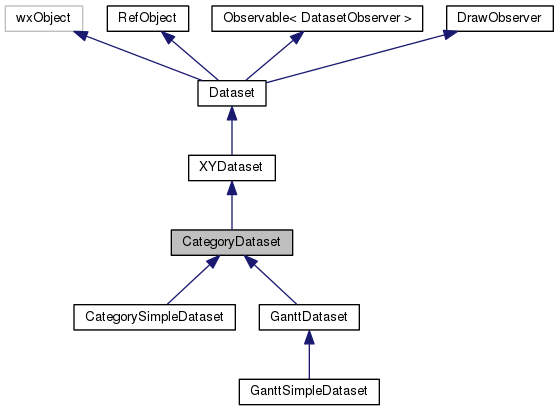 wxObject
RefObject
Observable< DatasetObserver >
DrawObserver
Dataset
XYDataset
CategoryDataset
CategorySimpleDataset
GanttDataset
GanttSimpleDataset